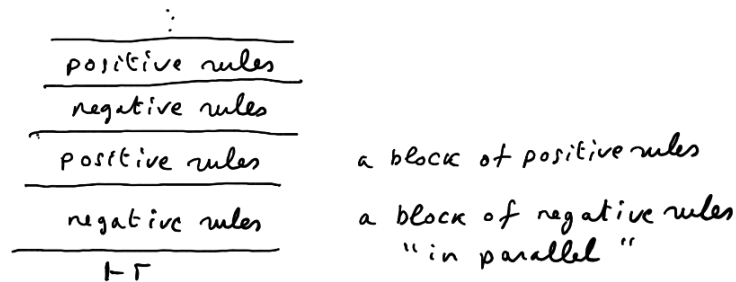 ⋮
positive rules
negative rules
positive rules a block of positive rules
negative rules a block of negative rules
"in parallel"
⊢ Γ